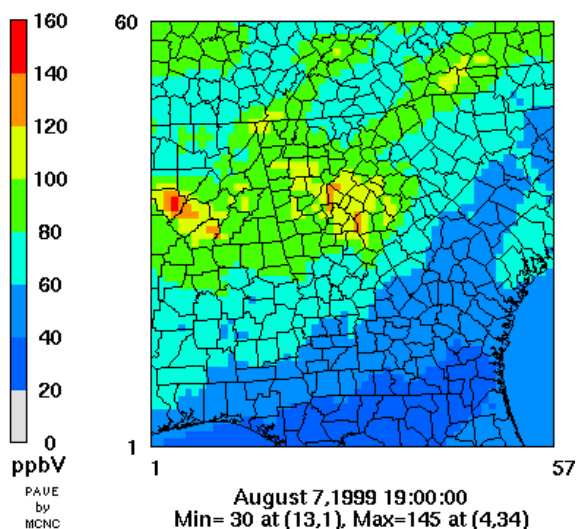 160
140
120
100
80
60
40
20
0
ppbV
PAVE
by
MCNC
60
1
1
57
August 7,1999 19:00:00
Min= 30 at (13,1), Max=145 at (4,34)